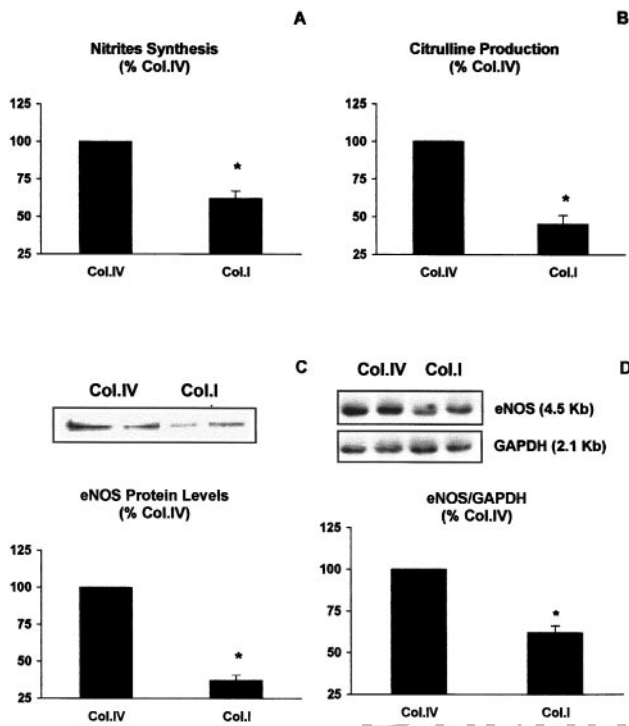 A
Nitrites Synthesis
(% Col.IV)
125
100
75
50
25
*
Col.IV
Col.I
B
Citrulline Production
(% Col.IV)
125
100
75
50
25
*
Col.IV
Col.I
C
Col.IV
Col.I
eNOS Protein Levels
(% Col.IV)
125
100
75
50
25
*
Col.IV
Col.I
D
Col.IV
Col.I
eNOS (4.5 Kb)
GAPDH (2.1 Kb)
eNOS/GAPDH
(% Col.IV)
125
100
75
50
25
*
Col.IV
Col.I